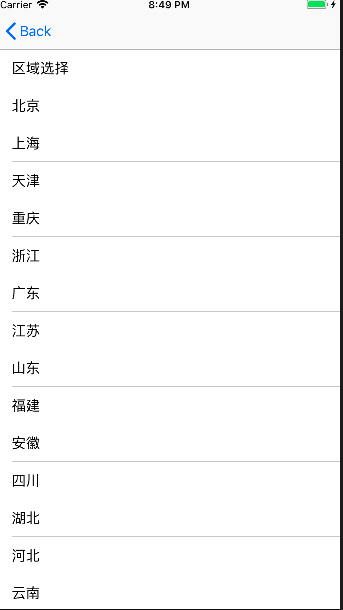 Carrier 8:49 PM
Back
区域选择
北京
上海
天津
重庆
浙江
广东
江苏
山东
福建
安徽
四川
湖北
河北
云南